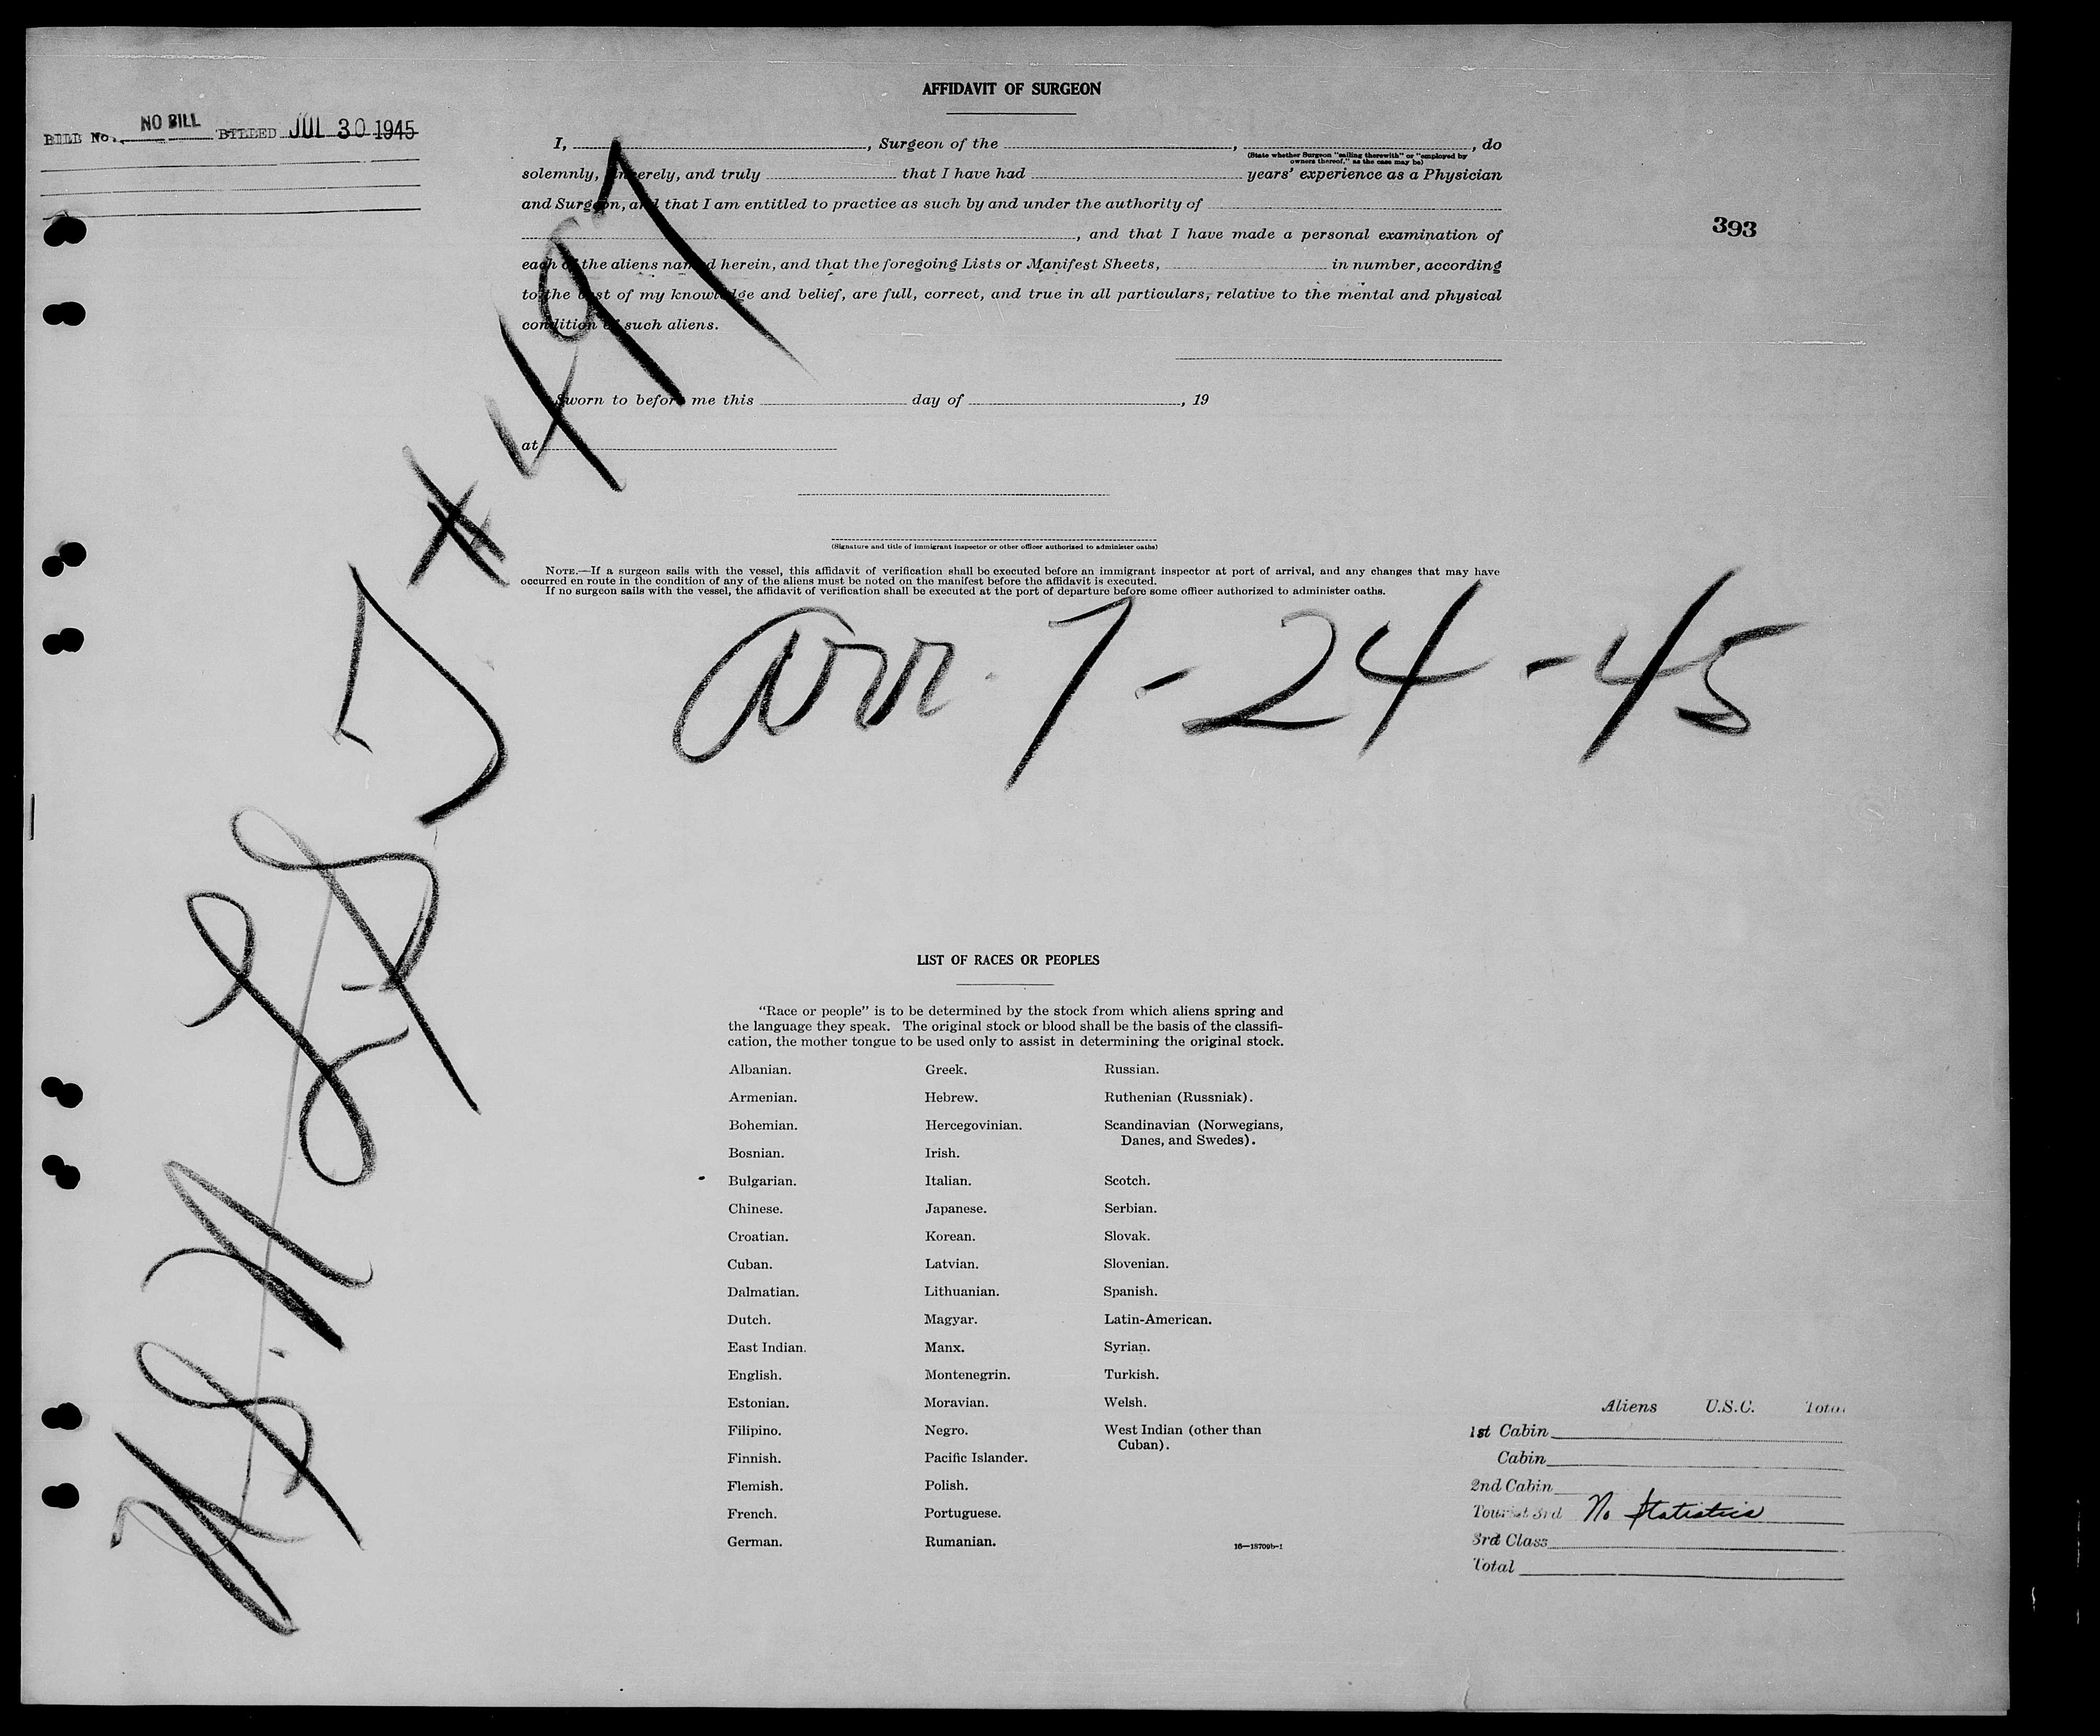 AFFIDAVIT OF SURGEON
BILL No. NO BILL BILLED JUL 30 1945
I, , Surgeon of the , , do
(State whether Surgeon "sailing therewith" or "employed by
owners thereof," as the case may be)
solemnly, sincerely, and truly that I have had years' experience as a Physician
and Surgeon, and that I am entitled to practice as such by and under the authority of
, and that I have made a personal examination of
393
each of the aliens named herein, and that the foregoing Lists or Manifest Sheets, in number, according
to the best of my knowledge and belief, are full, correct, and true in all particulars, relative to the mental and physical
condition of such aliens.
Sworn to before me this day of , 19
at
(Signature and title of immigrant inspector or other officer authorized to administer oaths)
NOTE.—If a surgeon sails with the vessel, this affidavit of verification shall be executed before an immigrant inspector at port of arrival, and any changes that may have
occurred en route in the condition of any of the aliens must be noted on the manifest before the affidavit is executed.
If no surgeon sails with the vessel, the affidavit of verification shall be executed at the port of departure before some officer authorized to administer oaths.
U.S.N. L.S.T #497
Arr. 7-24-45
LIST OF RACES OR PEOPLES
"Race or people" is to be determined by the stock from which aliens spring and
the language they speak. The original stock or blood shall be the basis of the classifi-
cation, the mother tongue to be used only to assist in determining the original stock.
Albanian. Greek. Russian.
Armenian. Hebrew. Ruthenian (Russniak).
Bohemian. Hercegovinian. Scandinavian (Norwegians,
Danes, and Swedes).
Bosnian. Irish.
Bulgarian. Italian. Scotch.
Chinese. Japanese. Serbian.
Croatian. Korean. Slovak.
Cuban. Latvian. Slovenian.
Dalmatian. Lithuanian. Spanish.
Dutch. Magyar. Latin-American.
East Indian. Manx. Syrian.
English. Montenegrin. Turkish.
Estonian. Moravian. Welsh.
Filipino. Negro. West Indian (other than
Cuban).
Finnish. Pacific Islander.
Flemish. Polish.
French. Portuguese.
German. Rumanian.
16—18709b-1
Aliens U.S.C. Total
1st Cabin
Cabin
2nd Cabin
Tourist 3rd No Statistics
3rd Class
Total